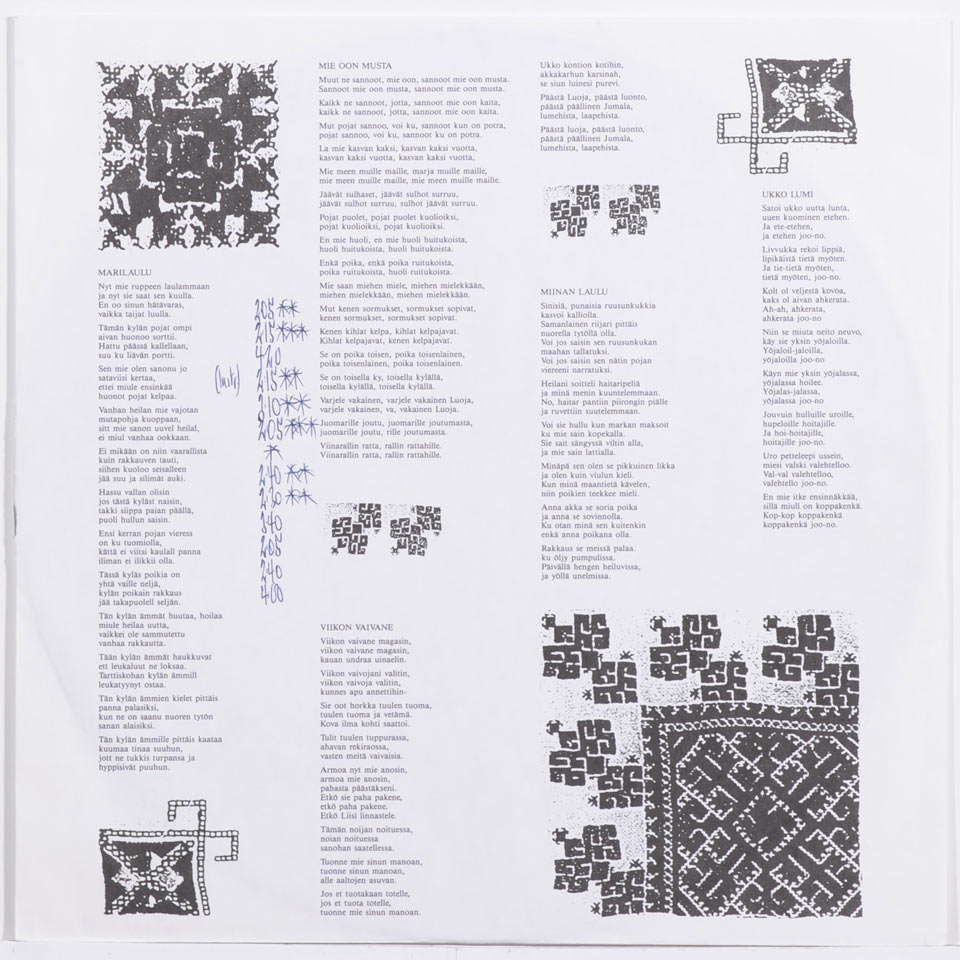 MARILAULU
Nyt mie ruppeen laulammaan
ja nyt sie saat sen kuulla.
En oo sinun hätävaras,
vaikka taijat luulla.
Tämän kylän pojat ompi
aivan huonoo sorttii.
Hattu päässä kallellaan,
suu ku liävän portti.
Sen mie olen sanonu jo
sataviisi kertaa,
ettei miule ensinkää
huonot pojat kelpaa.
Vanhan heilan mie vajotan
mutapohja kuoppaan,
sitt mie sanon uuvel heilal,
ei miul vanhaa ookkaan.
Ei mikään on niin vaarallista
kuin rakkauven tauti,
siihen kuoloo seisalleen
jää suu ja silimät auki.
Hassu vallan olisin
jos tästä kyläst naisin,
takki siippa paian päällä,
puoli hullun saisin.
Ensi kerran pojan vieress
on ku tuomiolla,
kättä ei viitsi kaulall panna
iliman ei ilikii olla.
Tässä kyläs poikia on
yhtä vaille neljä,
kylän poikain rakkaus
jää takapuolell seljän.
Tän kylän ämmät huutaa, hoilaa
miule heilaa uutta,
vaikkei ole sammutettu
vanhaa rakkautta.
Tään kylän ämmät haukkuvat
ett leukaluut ne loksaa.
Tarttiskohan kylän ämmill
leukatyynyt ostaa.
Tän kylän ämmien kielet pittäis
panna palasiksi,
kun ne on saanu nuoren tytön
sanan alaisiksi.
Tän kylän ämmille pittäis kaataa
kuumaa tinaa suuhun,
jott ne tukkis turpansa ja
hyppisivät puuhun.
205**
215***
420
215**
210**
205***
*
240**
220**
240
205
240
400
MIE OON MUSTA
Muut ne sannoot, mie oon, sannoot mie oon musta.
Sannoot mie oon musta, sannoot mie oon musta.
Kaikk ne sannoot, jotta, sannoot mie oon kaita,
kaikk ne sannoot, jotta, sannoot mie oon kaita.
Mut pojat sannoo, voi ku, sannoot kun on potra,
pojat sannoo, voi ku, sannoot ku on potra.
La mie kasvan kaksi, kasvan kaksi vuotta,
kasvan kaksi vuotta, kasvan kaksi vuotta,
Mie meen muille maille, marja muille maille,
mie meen muille maille, mie meen muille maille.
Jäävät sulhaset, jäävät sulhot surruu,
jäävät sulhot surruu, sulhot jäävät surruu.
Pojat puolet, pojat puolet kuolioiksi,
pojat kuolioiksi, pojat kuolioiksi.
En mie huoli, en mie huoli huitukoista,
huoli huitukoista, huoli huitukoista.
Enkä poika, enkä poika ruitukoista,
poika ruitukoista, huoli ruitukoista.
Mie saan miehen miele, miehen mielekkään,
miehen mielekkään, miehen mielekkään.
Mut kenen sormukset, sormukset sopivat,
kenen sormukset, sormukset sopivat.
Kenen kihlat kelpa, kihlat kelpajavat.
Kihlat kelpajavat, kenen kelpajavat.
Se on poika toisen, poika toisenlainen,
poika toisenlainen, poika toisenlainen.
Se on toisella ky, toisella kylällä,
toisella kylällä, toisella kylällä.
Varjele vakainen, varjele vakainen Luoja,
varjele vakainen, va, vakainen Luoja.
Juomarille joutu, juomarille joutumasta,
juomarille joutu, rille joutumasta.
Viinarallin ratta, rallin rattahille.
Viinarallin ratta, rallin rattahille.
VIIKON VAIVANE
Viikon vaivane magasin,
viikon vaivane magasin,
kauan undraa uinaelin.
Viikon vaivojani valitin,
viikon vaivoja valitin,
kunnes apu annettihin-
Sie oot horkka tuulen tuoma,
tuulen tuoma ja vetämä.
Kova ilma kohti saattoi.
Tulit tuulen tuppurassa,
ahavan rekiraossa,
vasten meitä vaivaisia.
Armoa nyt mie anosin,
armoa mie anosin,
pahasta päästäkseni.
Etkö sie paha pakene,
etkö paha pakene.
Etkö Liisi linnastele.
Tämän noijan noituessa,
noian noituessa
sanohan saatellessa.
Tuonne mie sinun manoan,
tuonne sinun manoan,
alle aaltojen asuvan.
Jos et tuotakaan totelle,
jos et tuota totelle,
tuonne mie sinun manoan.
Ukko kontion kotihin,
akkakarhun karsinah,
se siun luinesi purevi.
Päästä Luoja, päästä luonto,
päästä päällinen Jumala,
lumehista, laapehista.
Päästä luoja, päästä luonto,
päästä päällinen Jumala,
lumehista, laapehista.
MIINAN LAULU
Sinisiä, punaisia ruusunkukkia
kasvoi kalliolla.
Samanlainen riijari pittäis
nuorella tytöllä olla.
Voi jos saisin sen ruusunkukan
maahan tallatuksi.
Voi jos saisin sen nätin pojan
viereeni narratuksi.
Heilani soitteli haitaripeliä
ja minä menin kuuntelemmaan.
No, haitar pantiin piirongin piälle
ja ruvettiin suutelemmaan.
Voi se hullu kun markan maksoit
ku mie sain kopekalla.
Sie sait sängyssä viltin alla,
ja mie sain lattialla.
Minäpä sen olen se pikkuinen likka
ja olen kuin viulun kieli.
Kun minä maantietä kävelen,
niin poikien teekkee mieli.
Anna akka se soria poika
ja anna se sovinnolla.
Ku otan minä sen kuitenkin
enkä anna poikana olla.
Rakkaus se meissä palaa.
ku öljy pumpulissa.
Päivällä hengen heiluvissa,
ja yöllä unelmissa.
UKKO LUMI
Satoi ukko uutta lunta,
uuen kuominen etehen.
Ja ete-etehen,
ja etehen joo-no.
Livvukka rekoi lippiä,
lipikäistä tietä myöten.
Ja tie-tietä myöten,
tietä myöten, joo-no.
Kolt ol veljestä kovoa,
kaks ol aivan ahkerata.
Ah-ah, ahkerata,
ahkerata joo-no
Niin se miuta neito neuvo,
käy sie yksin yöjaloilla.
Yöjaloil-jaloilla,
yöjaloilla joo-no.
Käyn mie yksin yöjalassa,
yöjalassa hoilee.
Yöjalas-jalassa,
yöjalassa joo-no
Jouvuin hulluille uroille,
hupeloille hoitajille.
Ja hoi-hoitajille,
hoitajille joo-no.
Uro petteleepi ussein,
miesi valski valehtelloo.
Val-val valehtelloo,
valehtello joo-no.
En mie itke ensinnäkkää,
sillä miull on koppakenkä.
Kop-kop koppakenkä
koppakenkä joo-no.